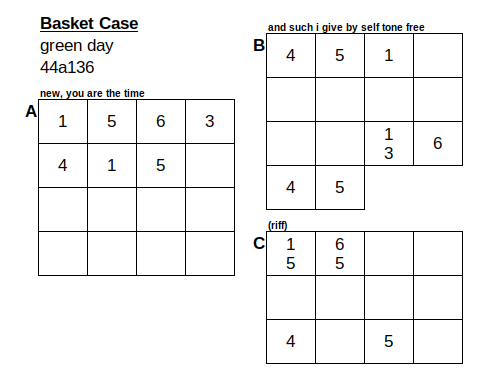 Basket Case
green day
44a136
new, you are the time
A
1 5 6 3
4 1 5
and such i give by self tone free
B
4 5 1
1
3
6
4 5
(riff)
C
1 6
5 5
4 5